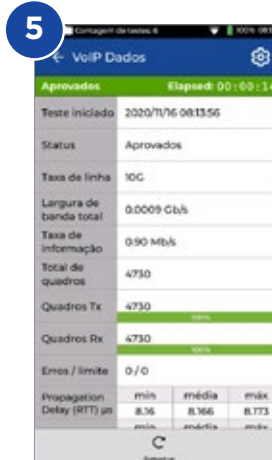 5
Contagem de testes: 6
100%
← VoIP Dados
Aprovados Elapsed: 00:00:14
Teste iniciado 2020/11/16 08:13:56
Status Aprovados
Taxa de linha 10G
Largura de banda total 0.0009 Gb/s
Taxa de informação 0.90 Mb/s
Total de quadros 4730
Quadros Tx 4730
100%
Quadros Rx 4730
100%
Erros / limite 0/0
Propagation Delay (RTT) µs min média máx
8.16 8.166 8.173
min média máx